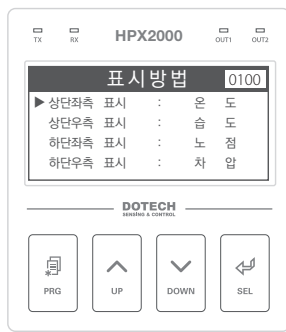 TX RX HPX2000 OUT1 OUT2
표시방법 0100
▶ 상단좌측 표시 : 온 도
상단우측 표시 : 습 도
하단좌측 표시 : 노 점
하단우측 표시 : 차 압
DOTECH
SENSING & CONTROL
PRG UP DOWN SEL